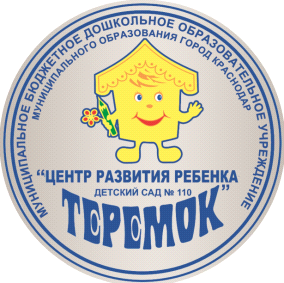 МУНИЦИПАЛЬНОЕ БЮДЖЕТНОЕ ДОШКОЛЬНОЕ ОБРАЗОВАТЕЛЬНОЕ УЧРЕЖДЕНИЕ
МУНИЦИПАЛЬНОГО ОБРАЗОВАНИЯ ГОРОД КРАСНОДАР
"ЦЕНТР РАЗВИТИЯ РЕБЕНКА
ДЕТСКИЙ САД № 110
ТЕРЕМОК"